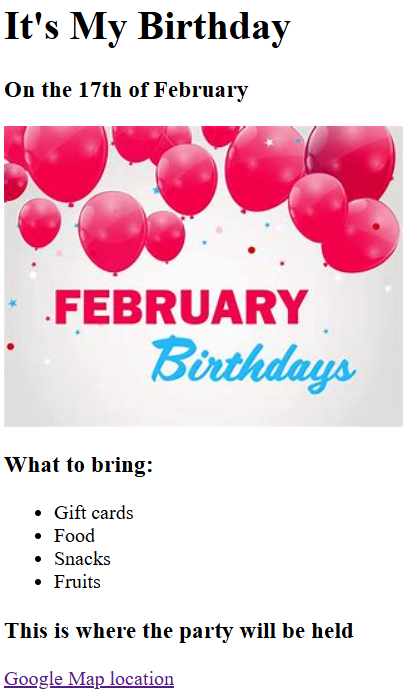 It's My Birthday
On the 17th of February
FEBRUARY
Birthdays
What to bring:
Gift cards
Food
Snacks
Fruits
This is where the party will be held
Google Map location